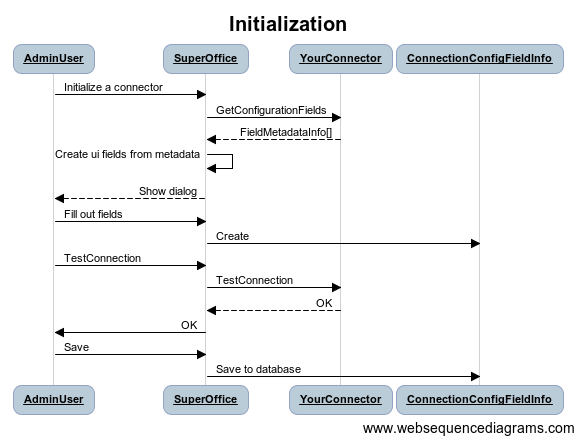 Initialization
AdminUser SuperOffice YourConnector ConnectionConfigFieldInfo
Initialize a connector
GetConfigurationFields
FieldMetadataInfo[]
Create ui fields from metadata
Show dialog
Fill out fields
Create
TestConnection
TestConnection
OK
OK
Save
Save to database
AdminUser SuperOffice YourConnector ConnectionConfigFieldInfo
www.websequencediagrams.com